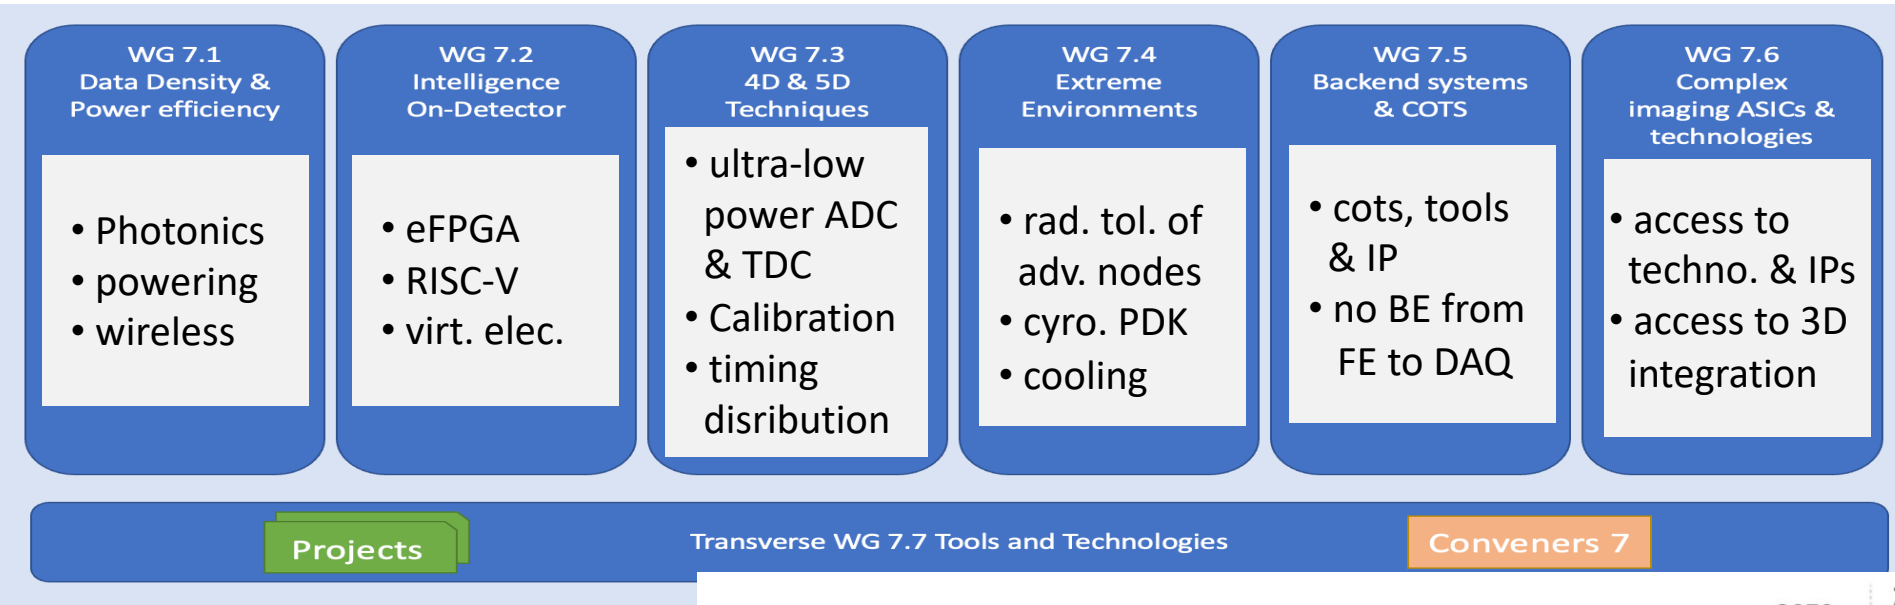 WG 7.1
Data Density &
Power efficiency
• Photonics
• powering
• wireless
WG 7.2
Intelligence
On-Detector
• eFPGA
• RISC-V
• virt. elec.
WG 7.3
4D & 5D
Techniques
• ultra-low
power ADC
& TDC
• Calibration
• timing
disribution
WG 7.4
Extreme
Environments
• rad. tol. of
adv. nodes
• cyro. PDK
• cooling
WG 7.5
Backend systems
& COTS
• cots, tools
& IP
• no BE from
FE to DAQ
WG 7.6
Complex
imaging ASICs &
technologies
• access to
techno. & IPs
• access to 3D
integration
Projects
Transverse WG 7.7 Tools and Technologies
Conveners 7